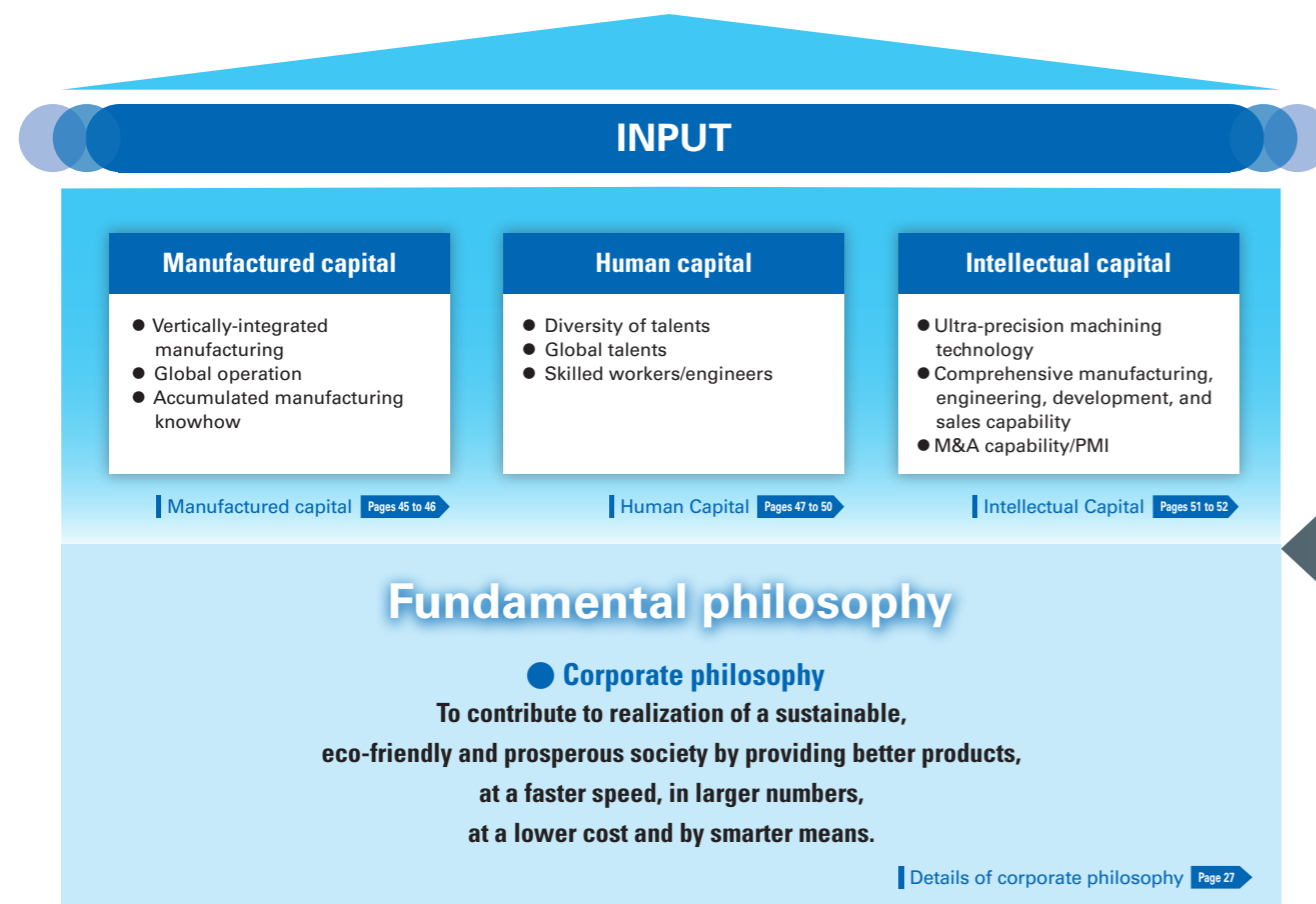 INPUT
Manufactured capital
● Vertically-integrated
manufacturing
● Global operation
● Accumulated manufacturing
knowhow
Manufactured capital Pages 45 to 46
Human capital
● Diversity of talents
● Global talents
● Skilled workers/engineers
Human Capital Pages 47 to 50
Intellectual capital
● Ultra-precision machining
technology
● Comprehensive manufacturing,
engineering, development, and
sales capability
● M&A capability/PMI
Intellectual Capital Pages 51 to 52
Fundamental philosophy
● Corporate philosophy
To contribute to realization of a sustainable,
eco-friendly and prosperous society by providing better products,
at a faster speed, in larger numbers,
at a lower cost and by smarter means.
Details of corporate philosophy Page 27